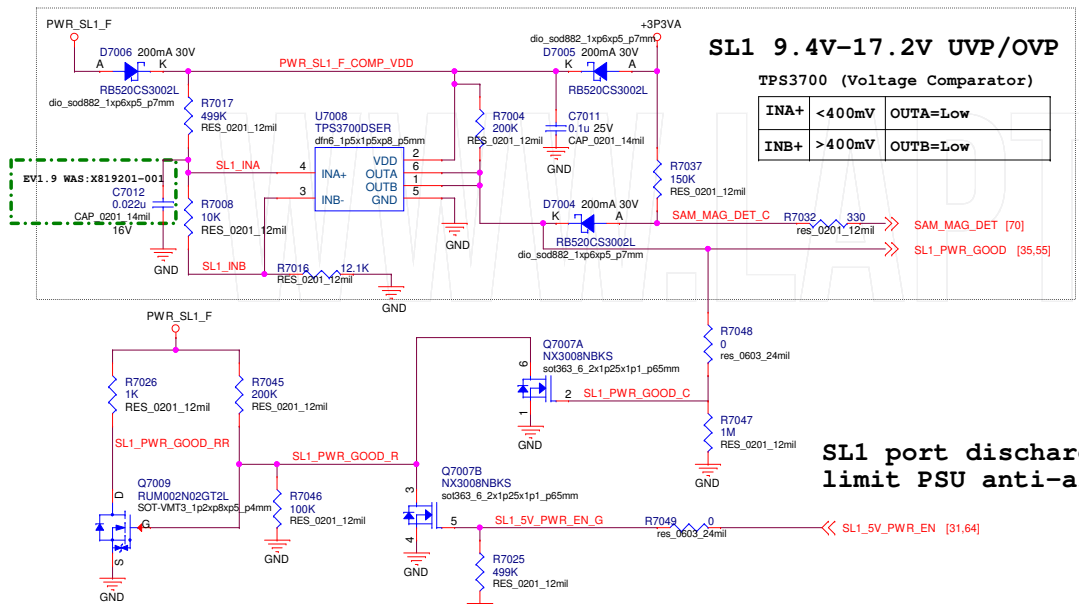 PWR_SL1_F
+3P3VA
dio_sod882_1xp6xp5_p7mm
D7006 200mA 30V
A K
RB520CS3002L
dio_sod882_1xp6xp5_p7mm
PWR_SL1_F_COMP_VDD
D7005 200mA 30V
K A
RB520CS3002L
SL1 9.4V-17.2V UVP/OVP
TPS3700 (Voltage Comparator)
INA+ <400mV OUTA=Low
INB+ >400mV OUTB=Low
R7017
499K
RES_0201_12mil
U7008
TPS3700DSER
dfn6_1p5x1p5xp8_p5mm
R7004
200K
RES_0201_12mil
C7011
0.1u 25V
CAP_0201_14mil
GND
SL1_INA
4 INA+
3 INB-
VDD 2
OUTA 6
OUTB 1
GND 5
R7037
150K
RES_0201_12mil
EV1.9 WAS:X819201-001
C7012
0.022u
CAP_0201_14mil
16V
GND
R7008
10K
RES_0201_12mil
GND
D7004 200mA 30V
K A
RB520CS3002L
dio_sod882_1xp6xp5_p7mm
SAM_MAG_DET_C
R7032 330
res_0201_12mil
SAM_MAG_DET [70]
SL1_PWR_GOOD [35,55]
SL1_INB
R7016 12.1K
RES_0201_12mil
GND
PWR_SL1_F
R7026
1K
RES_0201_12mil
R7045
200K
RES_0201_12mil
Q7007A
NX3008NBKS
sot363_6_2x1p25x1p1_p65mm
6
2
1
GND
SL1_PWR_GOOD_C
R7048
0
res_0603_24mil
R7047
1M
RES_0201_12mil
GND
SL1_PWR_GOOD_RR
SL1_PWR_GOOD_R
Q7009
RUM002N02GT2L
SOT-VMT3_1p2xp8xp5_p4mm
D
G
S
GND
R7046
100K
RES_0201_12mil
GND
Q7007B
NX3008NBKS
sot363_6_2x1p25x1p1_p65mm
3
5
4
GND
SL1_5V_PWR_EN_G
R7049 0
res_0603_24mil
SL1_5V_PWR_EN [31,64]
R7025
499K
RES_0201_12mil
SL1 port dischar
limit PSU anti-a